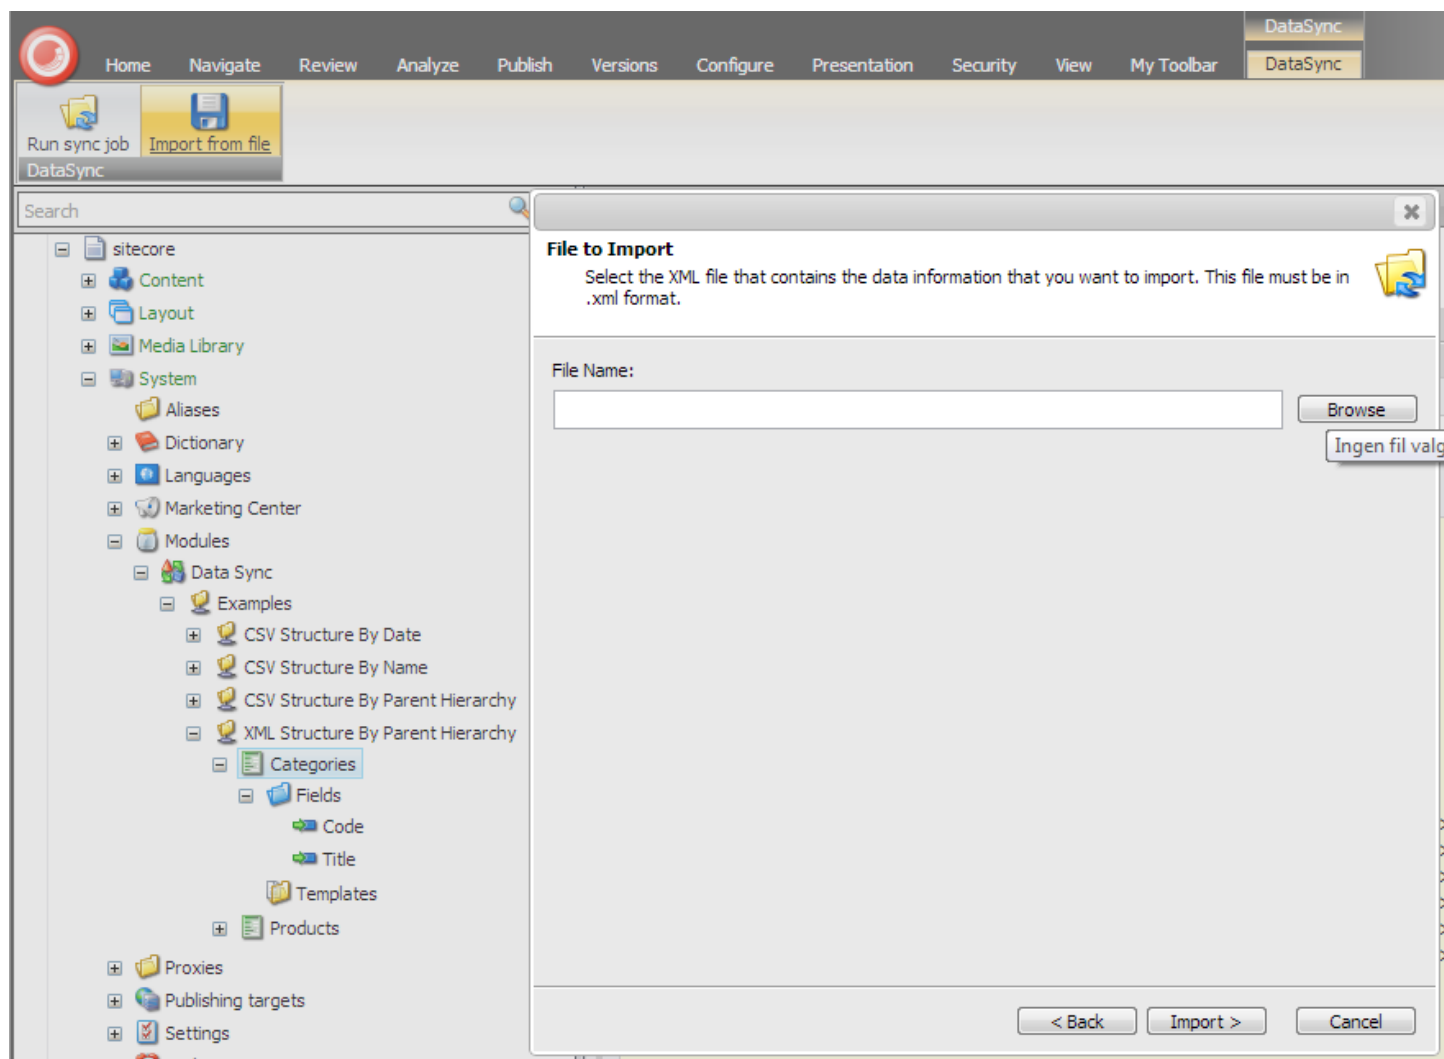 DataSync
Home Navigate Review Analyze Publish Versions Configure Presentation Security View My Toolbar DataSync
Run sync job Import from file
DataSync
Search
File to Import
Select the XML file that contains the data information that you want to import. This file must be in
.xml format.
File Name:
Browse
Ingen fil valg
sitecore
Content
Layout
Media Library
System
Aliases
Dictionary
Languages
Marketing Center
Modules
Data Sync
Examples
CSV Structure By Date
CSV Structure By Name
CSV Structure By Parent Hierarchy
XML Structure By Parent Hierarchy
Categories
Fields
Code
Title
Templates
Products
Proxies
Publishing targets
Settings
< Back Import > Cancel